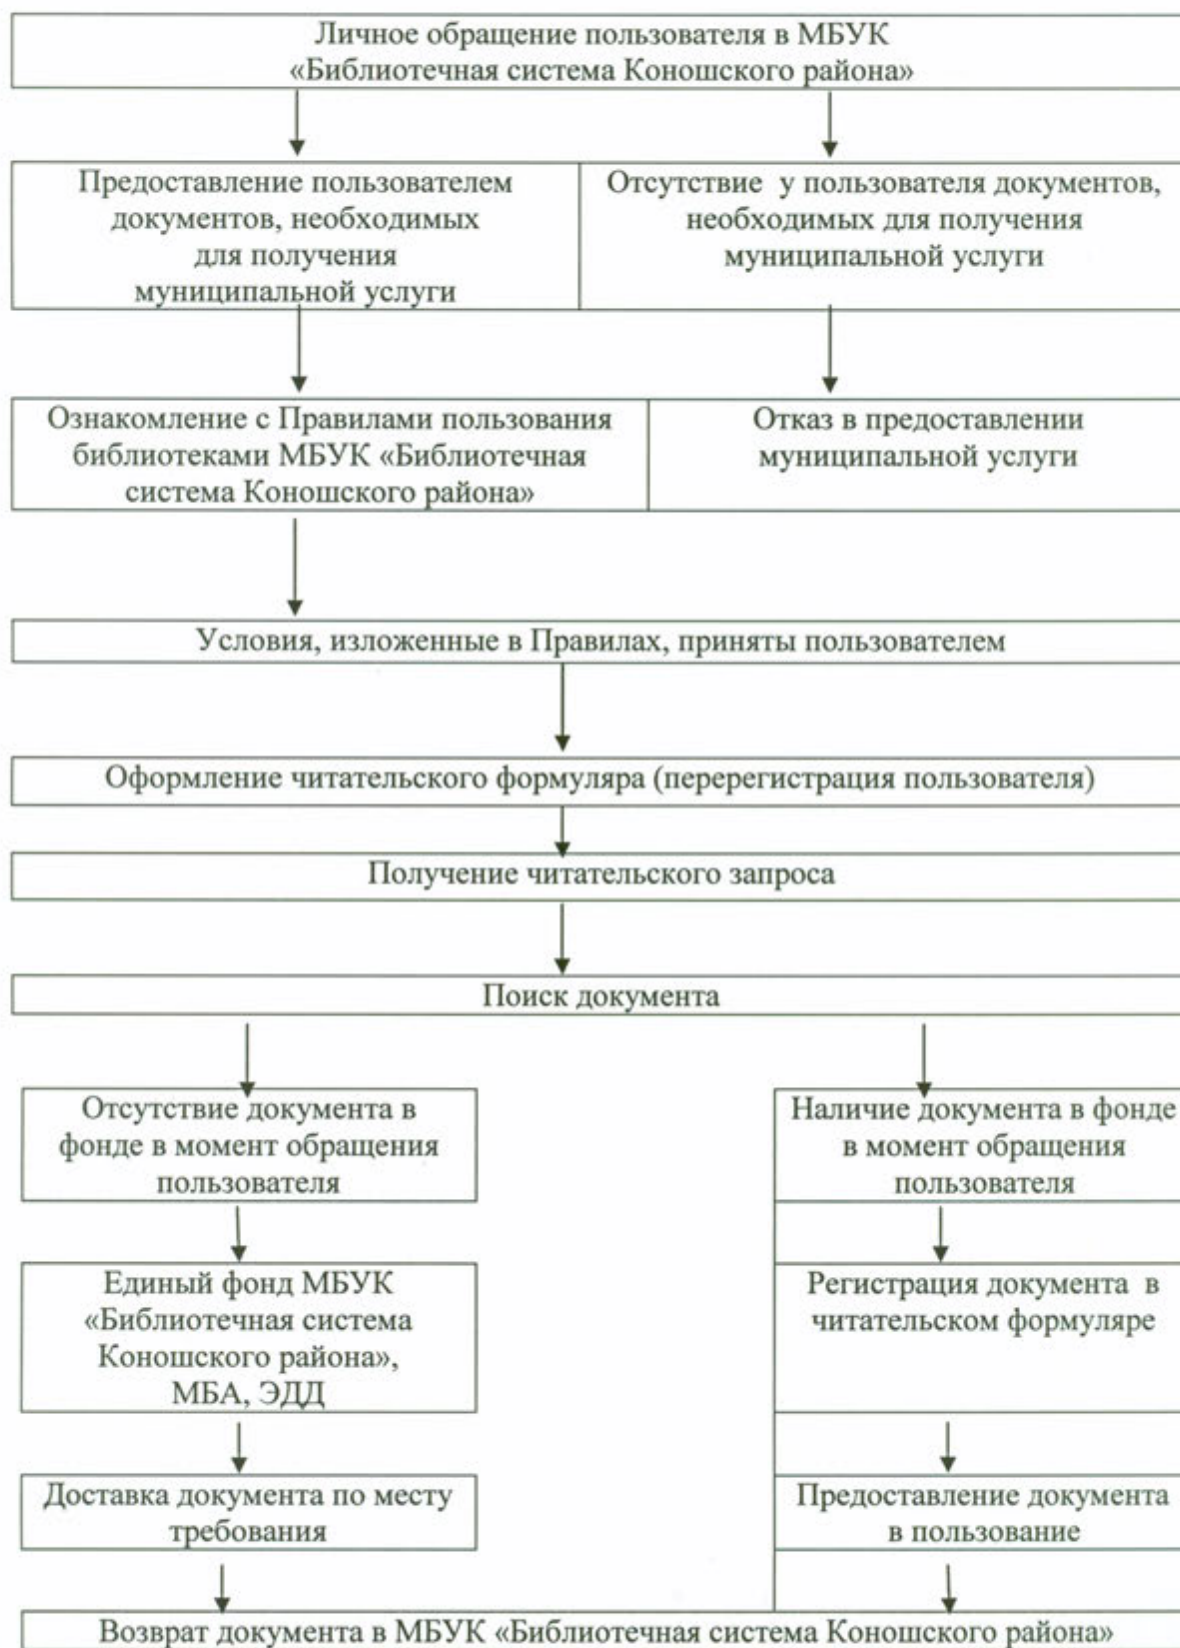 Личное обращение пользователя в МБУК
«Библиотечная система Коношского района»
Предоставление пользователем
документов, необходимых
для получения
муниципальной услуги
Отсутствие у пользователя документов,
необходимых для получения
муниципальной услуги
Ознакомление с Правилами пользования
библиотеками МБУК «Библиотечная
система Коношского района»
Отказ в предоставлении
муниципальной услуги
Условия, изложенные в Правилах, приняты пользователем
Оформление читательского формуляра (перерегистрация пользователя)
Получение читательского запроса
Поиск документа
Отсутствие документа в
фонде в момент обращения
пользователя
Наличие документа в фонде
в момент обращения
пользователя
Единый фонд МБУК
«Библиотечная система
Коношского района»,
МБА, ЭДД
Регистрация документа в
читательском формуляре
Доставка документа по месту
требования
Предоставление документа
в пользование
Возврат документа в МБУК «Библиотечная система Коношского района»